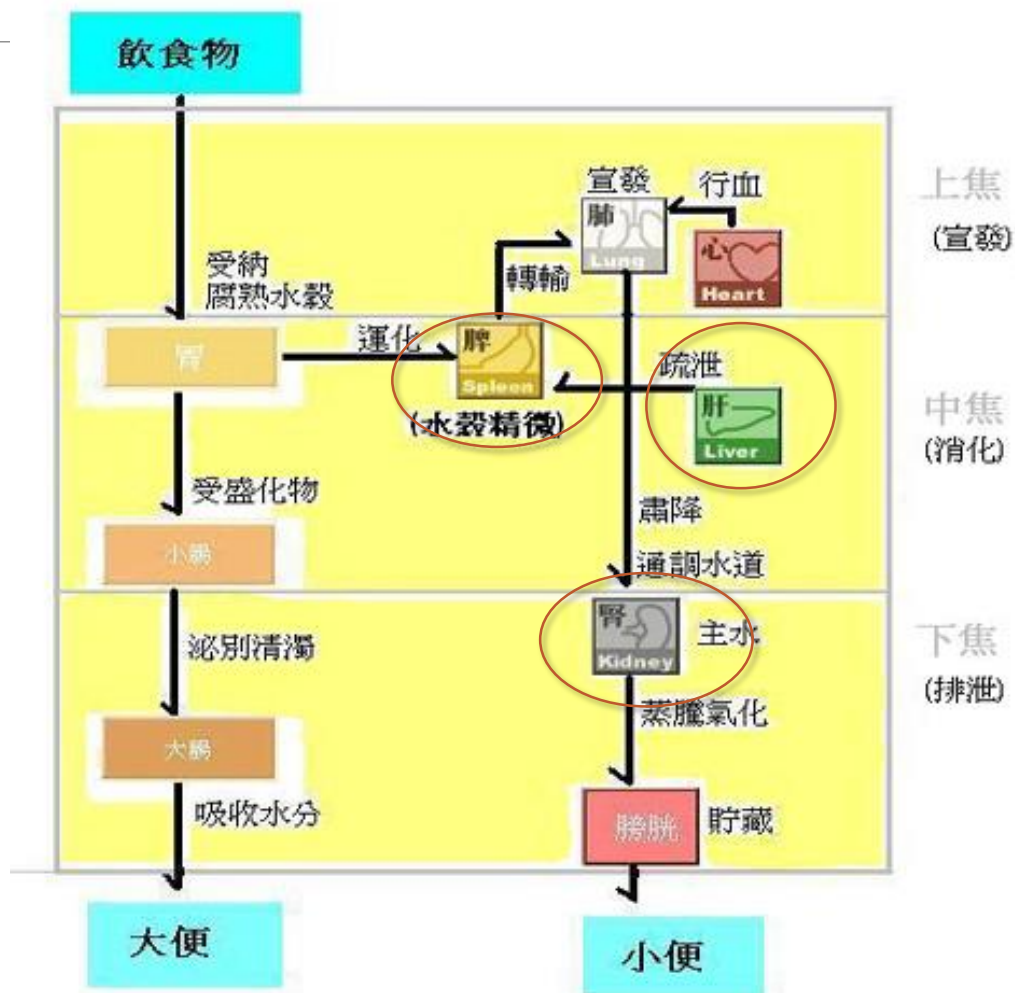 飲食物
上焦
(宣發)
宣發
行血
肺
Lung
心
Heart
受納
腐熟水穀
轉輸
胃
運化
脾
Spleen
(水穀精微)
疏泄
肝
Liver
中焦
(消化)
受盛化物
小腸
肅降
通調水道
泌別清濁
腎
Kidney
主水
下焦
(排泄)
蒸騰氣化
大腸
吸收水分
膀胱
貯藏
大便
小便